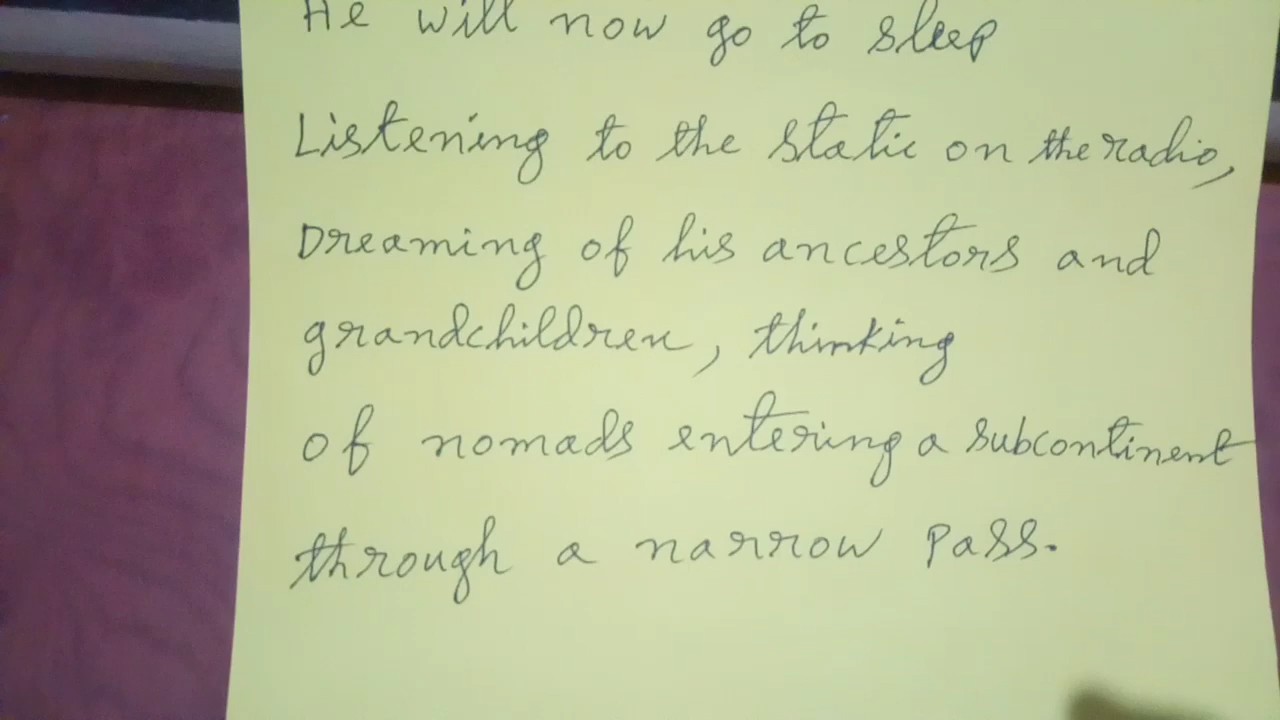 He will now go to sleep
Listening to the static on the radio,
Dreaming of his ancestors and
grandchildren, thinking
of nomads entering a subcontinent
through a narrow pass.